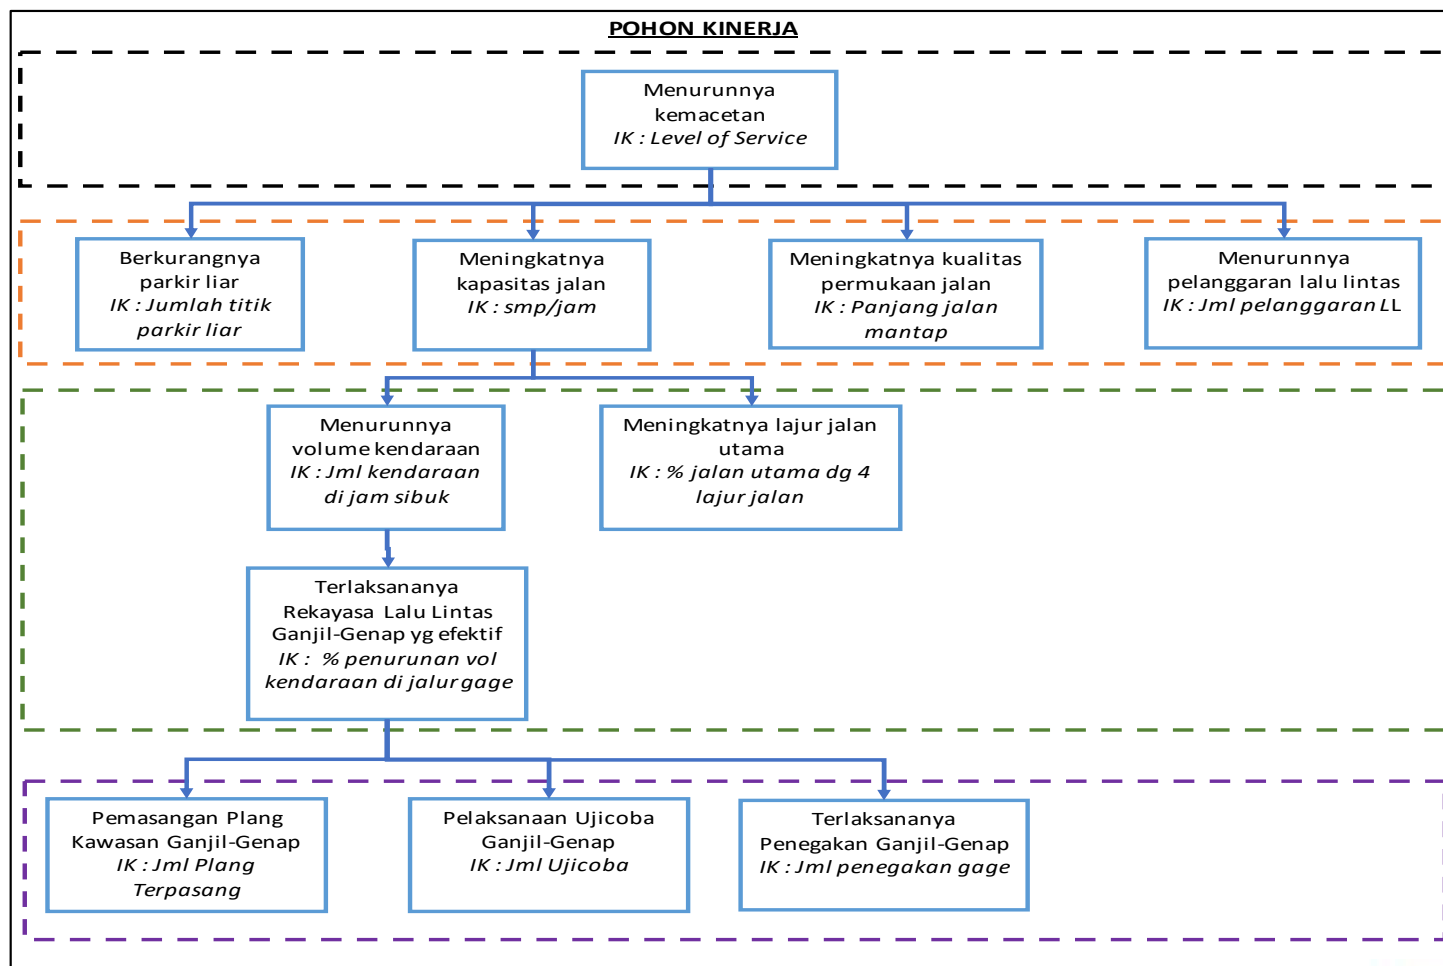 POHON KINERJA
Menurunnya
kemacetan
IK : Level of Service
Berkurangnya
parkir liar
IK : Jumlah titik
parkir liar
Meningkatnya
kapasitas jalan
IK : smp/jam
Meningkatnya kualitas
permukaan jalan
IK : Panjang jalan
mantap
Menurunnya
pelanggaran lalu lintas
IK : Jml pelanggaran LL
Menurunnya
volume kendaraan
IK : Jml kendaraan
di jam sibuk
Meningkatnya lajur jalan
utama
IK : % jalan utama dg 4
lajur jalan
Terlaksananya
Rekayasa Lalu Lintas
Ganjil-Genap yg efektif
IK : % penurunan vol
kendaraan di jalur gage
Pemasangan Plang
Kawasan Ganjil-Genap
IK : Jml Plang
Terpasang
Pelaksanaan Ujicoba
Ganjil-Genap
IK : Jml Ujicoba
Terlaksananya
Penegakan Ganjil-Genap
IK : Jml penegakan gage